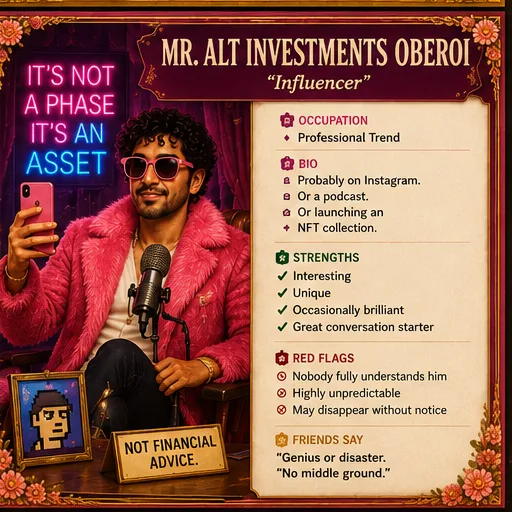 MR. ALT INVESTMENTS OBEROI
"Influencer"
IT'S NOT
A PHASE
IT'S AN
ASSET
OCCUPATION
Professional Trend
BIO
Probably on Instagram.
Or a podcast.
Or launching an
NFT collection.
STRENGTHS
Interesting
Unique
Occasionally brilliant
Great conversation starter
RED FLAGS
Nobody fully understands him
Highly unpredictable
May disappear without notice
FRIENDS SAY
"Genius or disaster.
"No middle ground."
NOT FINANCIAL
ADVICE.